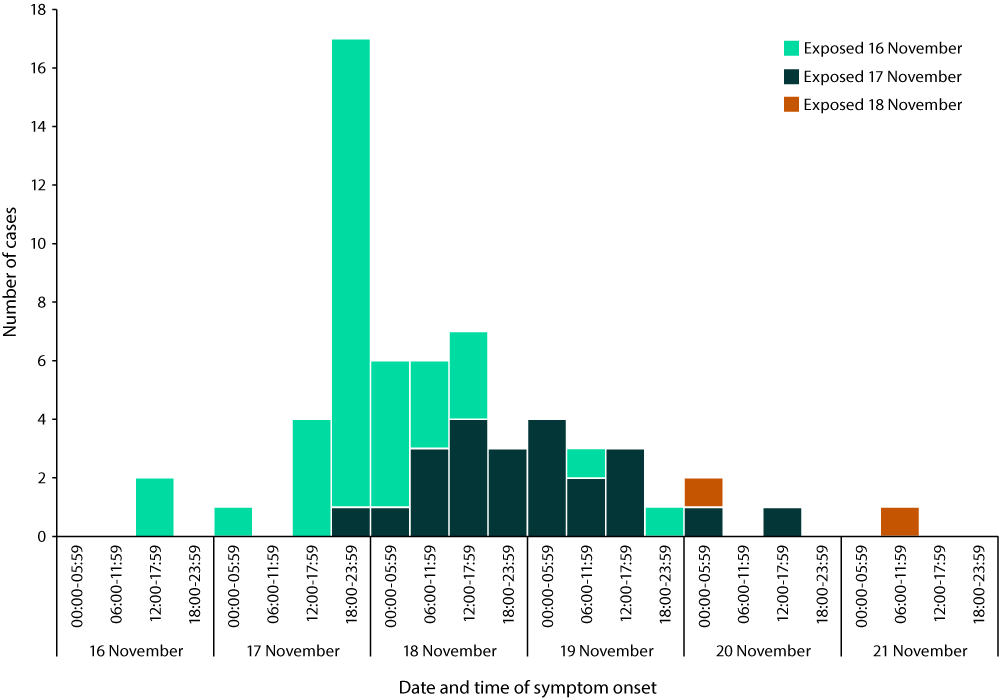 18
16
14
12
10
8
6
4
2
0
Number of cases
Exposed 16 November
Exposed 17 November
Exposed 18 November
00:00-05:59 06:00-11:59 12:00-17:59 18:00-23:59 00:00-05:59 06:00-11:59 12:00-17:59 18:00-23:59 00:00-05:59 06:00-11:59 12:00-17:59 18:00-23:59 00:00-05:59 06:00-11:59 12:00-17:59 18:00-23:59 00:00-05:59 06:00-11:59 12:00-17:59 18:00-23:59 00:00-05:59 06:00-11:59 12:00-17:59 18:00-23:59
16 November 17 November 18 November 19 November 20 November 21 November
Date and time of symptom onset